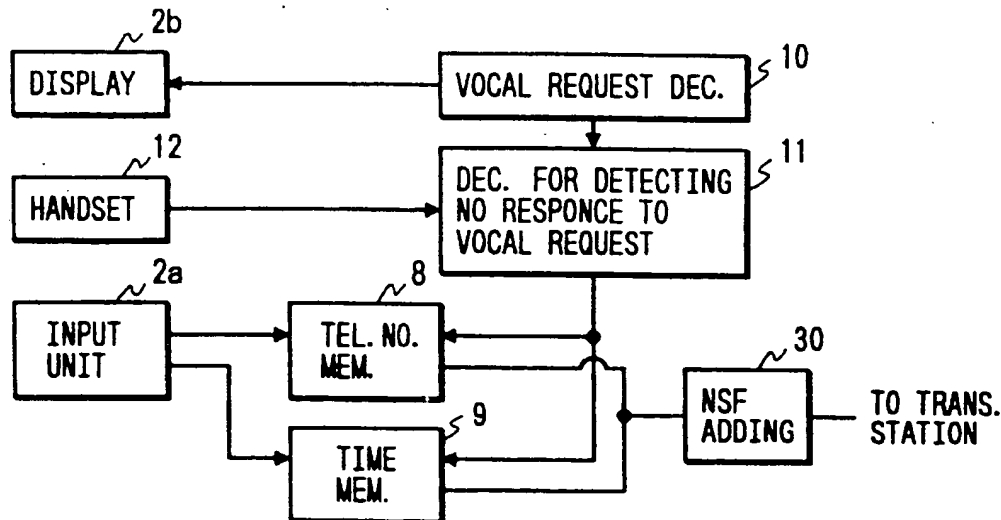 2b
DISPLAY
VOCAL REQUEST DEC.
10
12
HANDSET
DEC. FOR DETECTING
NO RESPONCE TO
VOCAL REQUEST
11
2a
INPUT
UNIT
8
TEL. NO.
MEM.
9
TIME
MEM.
30
NSF
ADDING
TO TRANS.
STATION